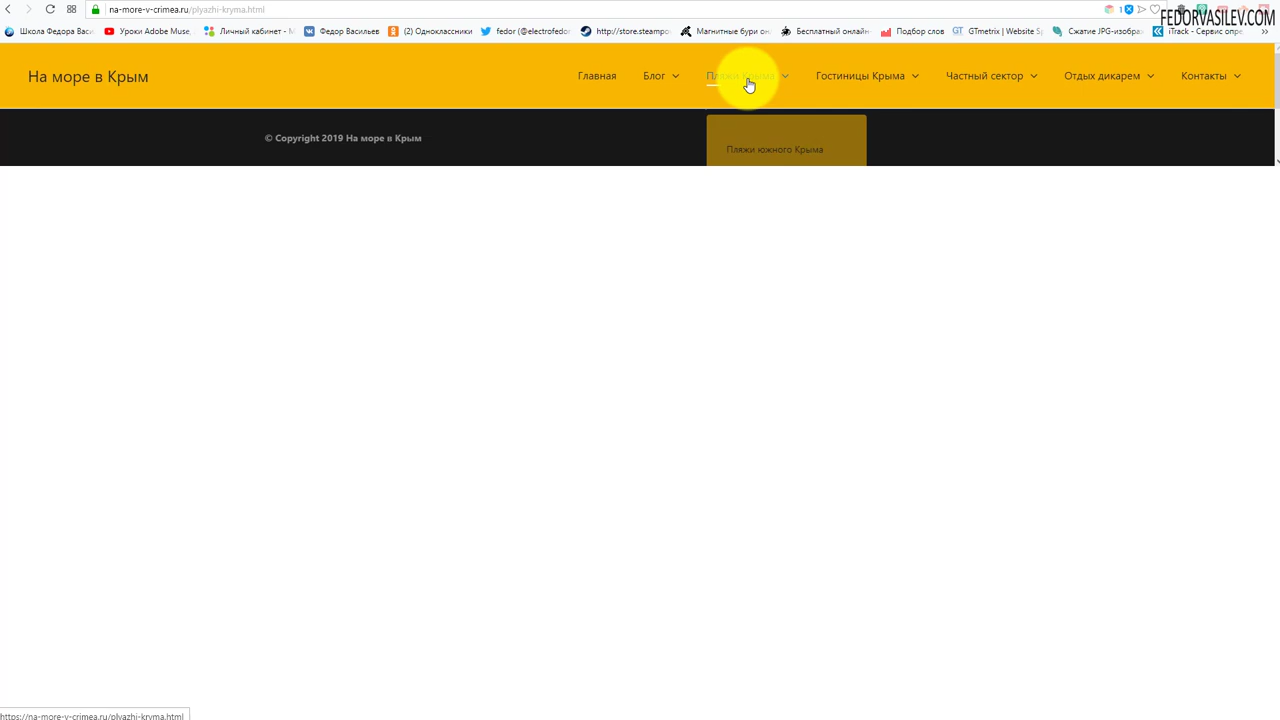 na-more-v-crimea.ru/plyazhi-kryma.html
1
FEDORVASILEV.COM
Школа Федора Васи
Уроки Adobe Muse,
Личный кабинет - М
Федор Васильев
(2) Одноклассники
fedor (@electrofedor
http://store.steampo
Магнитные бури он
Бесплатный онлайн-
Подбор слов
GTmetrix | Website S
Сжатие JPG-изобра
iTrack - Сервис опре
На море в Крым
Главная
Блог
Пляжи Крыма
Гостиницы Крыма
Частный сектор
Отдых дикарем
Контакты
© Copyright 2019 На море в Крым
Пляжи южного Крыма
https://na-more-v-crimea.ru/plyazhi-kryma.html